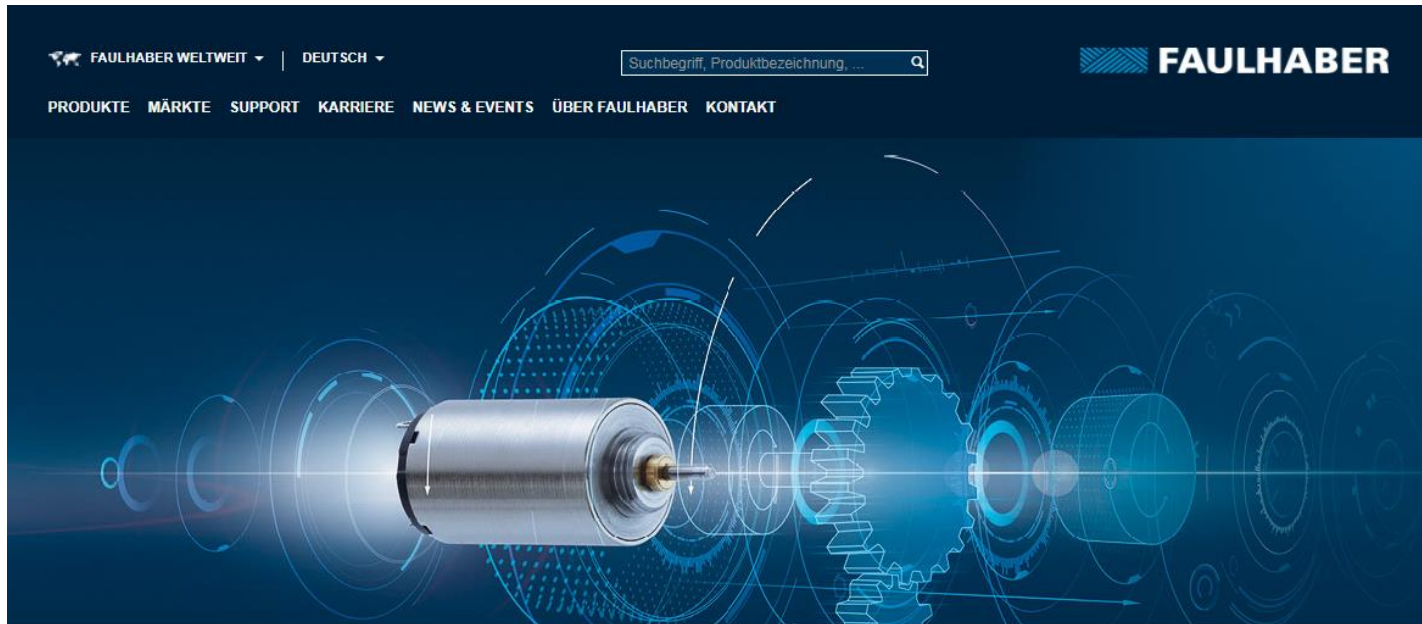 FAULHABER WELTWEIT | DEUTSCH
Suchbegriff, Produktbezeichnung, ...
FAULHABER
PRODUKTE MÄRKTE SUPPORT KARRIERE NEWS & EVENTS ÜBER FAULHABER KONTAKT